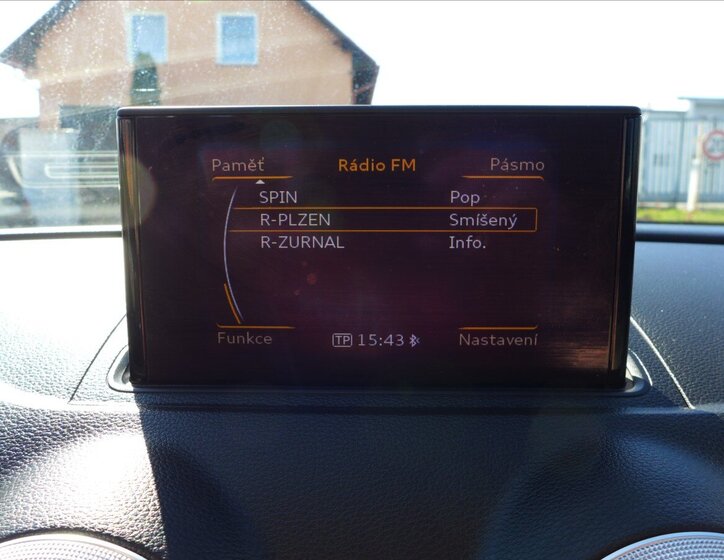 Paměť Rádio FM Pásmo
SPIN Pop
R-PLZEN Smíšený
R-ZURNAL Info.
Funkce TP 15:43 Nastavení